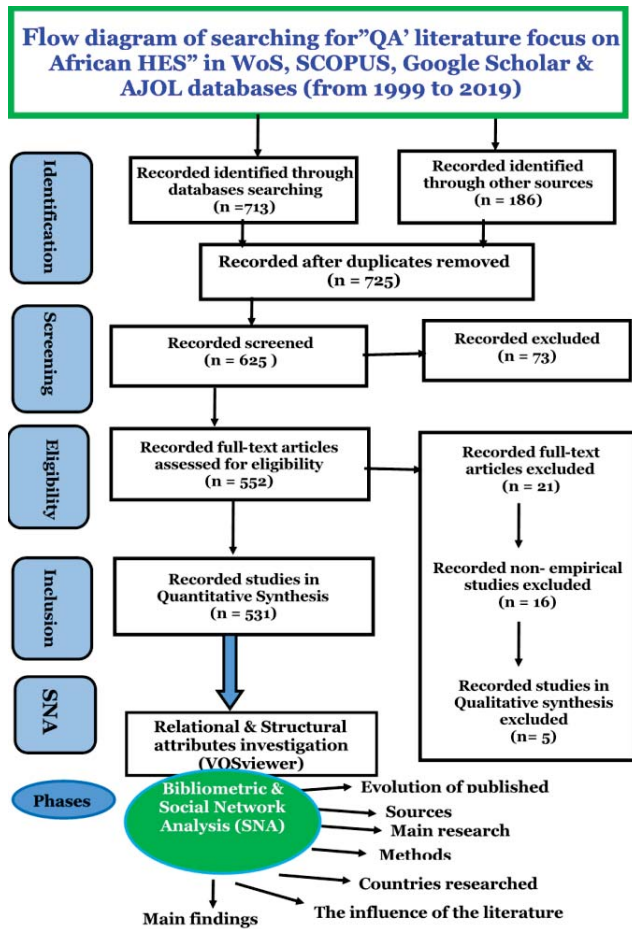 Flow diagram of searching for"QA' literature focus on
African HES" in WoS, SCOPUS, Google Scholar &
AJOL databases (from 1999 to 2019)
Identification
Recorded identified through
databases searching
(n =713)
Recorded identified
through other sources
(n = 186)
Recorded after duplicates removed
(n = 725)
Screening
Recorded screened
(n = 625 )
Recorded excluded
(n = 73)
Eligibility
Recorded full-text articles
assessed for eligibility
(n = 552)
Recorded full-text
articles excluded
(n = 21)
Recorded non- empirical
studies excluded
(n = 16)
Recorded studies in
Qualitative synthesis
excluded
(n= 5)
Inclusion
Recorded studies in
Quantitative Synthesis
(n = 531)
SNA
Relational & Structural
attributes investigation
(VOSviewer)
Phases
Bibliometric &
Social Network
Analysis (SNA)
Evolution of published
Sources
Main research
Methods
Countries researched
The influence of the literature
Main findings